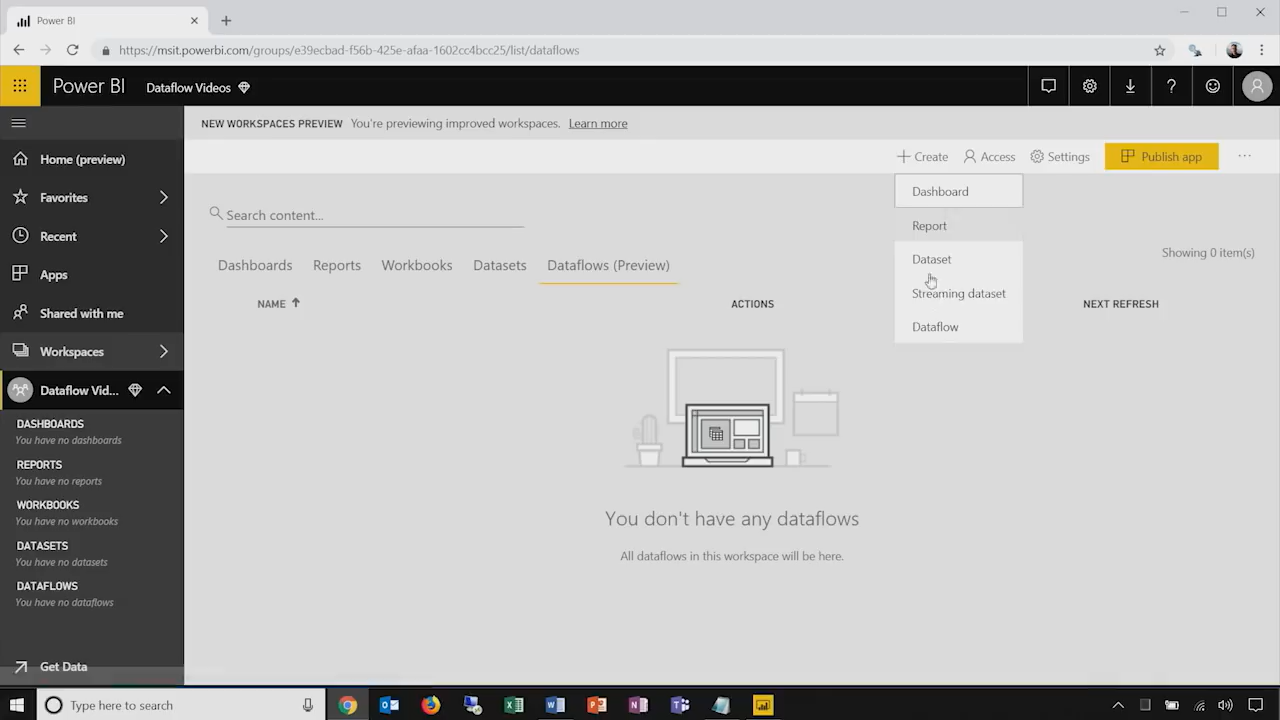 Power BI
https://msit.powerbi.com/groups/e39ecbad-f56b-425e-afaa-1602cc4bcc25/list/dataflows
Power BI Dataflow Videos
NEW WORKSPACES PREVIEW You're previewing improved workspaces. Learn more
Home (preview)
Favorites
Recent
Apps
Shared with me
Workspaces
Dataflow Vid...
DASHBOARDS
You have no dashboards
REPORTS
You have no reports
WORKBOOKS
You have no workbooks
DATASETS
You have no datasets
DATAFLOWS
You have no dataflows
Get Data
Create Access Settings Publish app ...
Dashboard
Report
Dataset
Streaming dataset
Dataflow
Search content...
Showing 0 item(s)
Dashboards Reports Workbooks Datasets Dataflows (Preview)
NAME ACTIONS NEXT REFRESH
You don't have any dataflows
All dataflows in this workspace will be here.
Type here to search